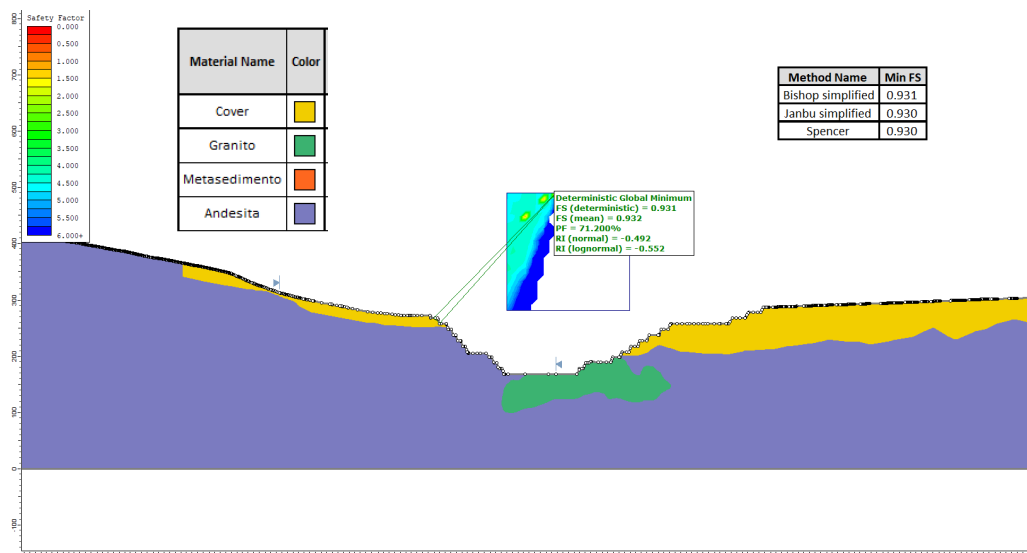 Safety Factor
0.000
0.500
1.000
1.500
2.000
2.500
3.000
3.500
4.000
4.500
5.000
5.500
6.000+
Material Name Color
Cover
Granito
Metasedimento
Andesita
Method Name Min FS
Bishop simplified 0.931
Janbu simplified 0.930
Spencer 0.930
Deterministic Global Minimum
FS (deterministic) = 0.931
FS (mean) = 0.932
PF = 71.200%
RI (normal) = -0.492
RI (lognormal) = -0.552
800
700
600
500
400
300
200
100
0
-100